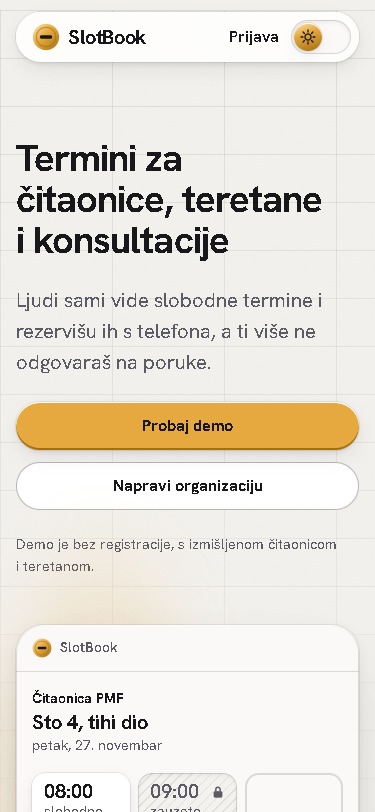 SlotBook
Prijava
Termini za
čitaonice, teretane
i konsultacije
Ljudi sami vide slobodne termine i
rezervišu ih s telefona, a ti više ne
odgovaraš na poruke.
Probaj demo
Napravi organizaciju
Demo je bez registracije, s izmišljenom čitaonicom
i teretanom.
SlotBook
Čitaonica PMF
Sto 4, tihi dio
petak, 27. novembar
08:00
09:00
slobodno
zauzeto